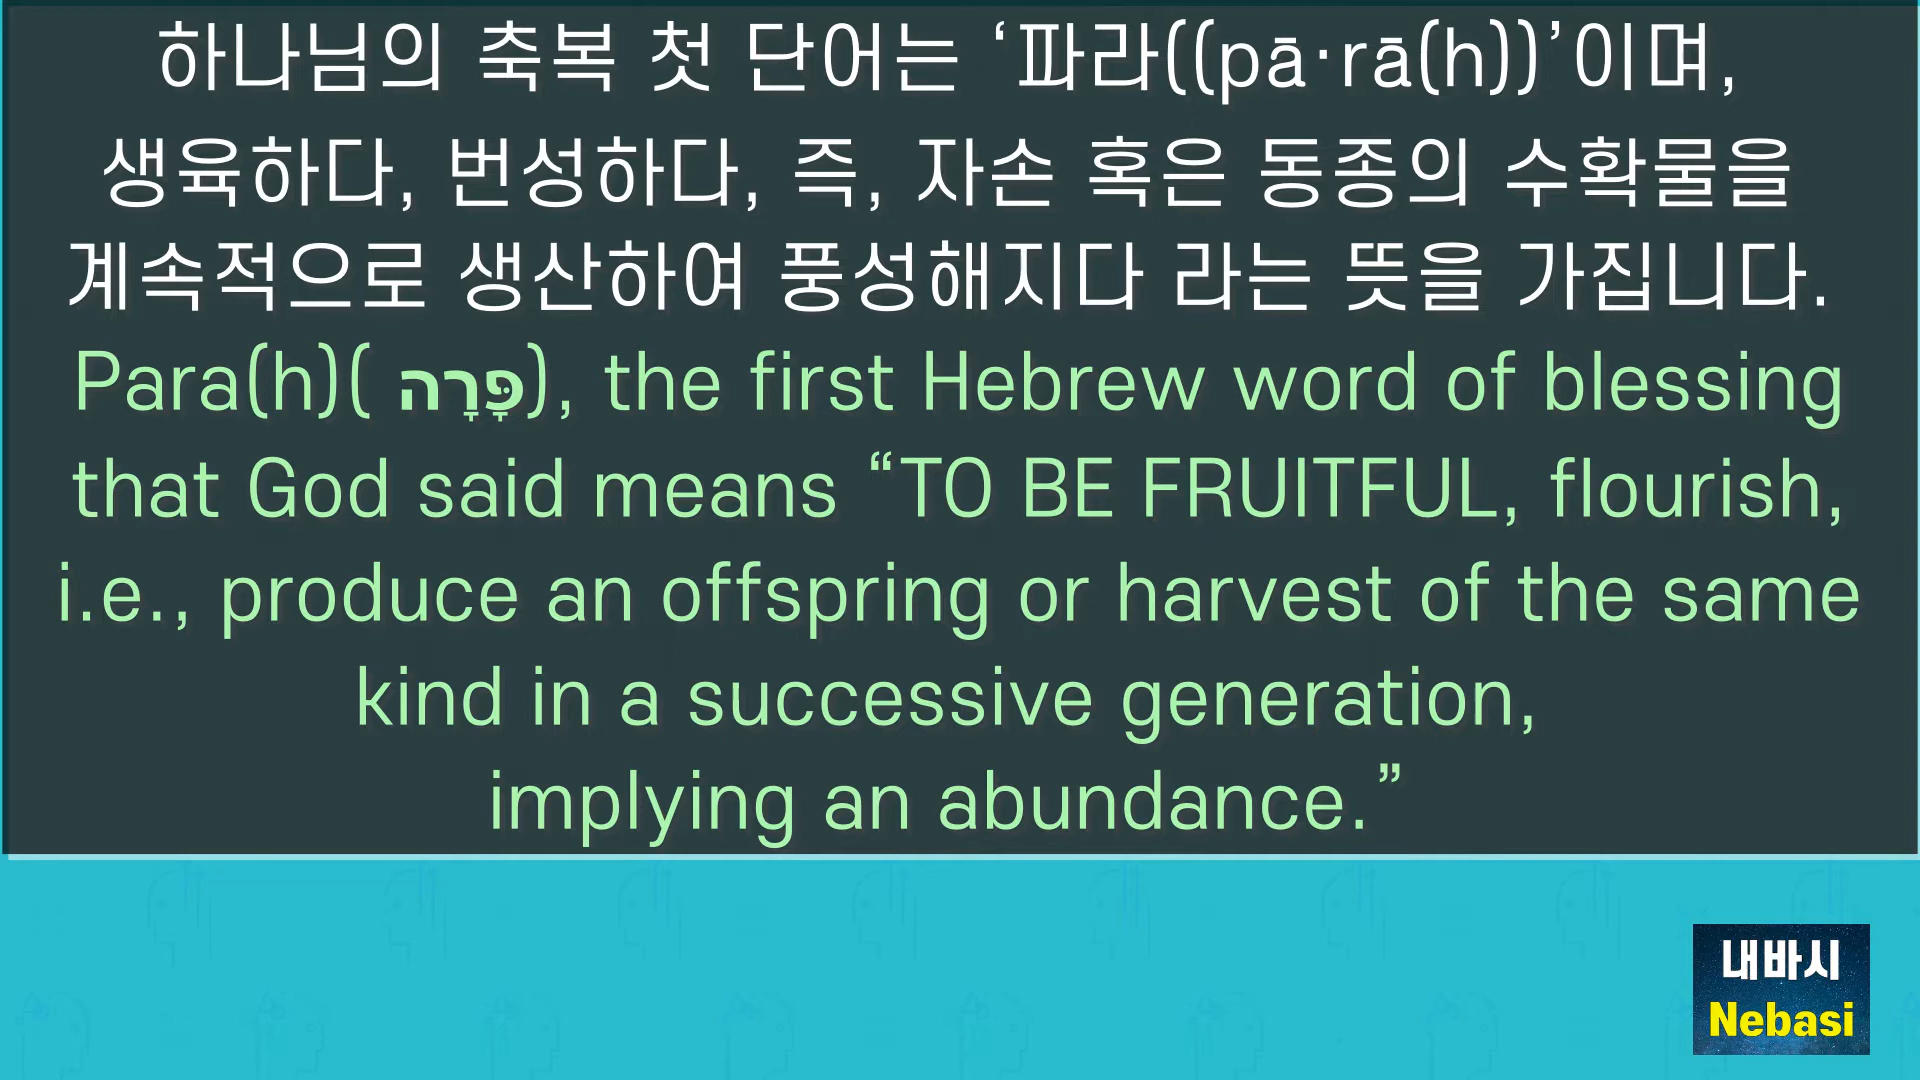 하나님의 축복 첫 단어는 ‘파라((pā·rā(h))’이며,
생육하다, 번성하다, 즉, 자손 혹은 동종의 수확물을
계속적으로 생산하여 풍성해지다 라는 뜻을 가집니다.
Para(h)( פָּרָה), the first Hebrew word of blessing
that God said means “TO BE FRUITFUL, flourish,
i.e., produce an offspring or harvest of the same
kind in a successive generation,
implying an abundance.”
내바시
Nebasi